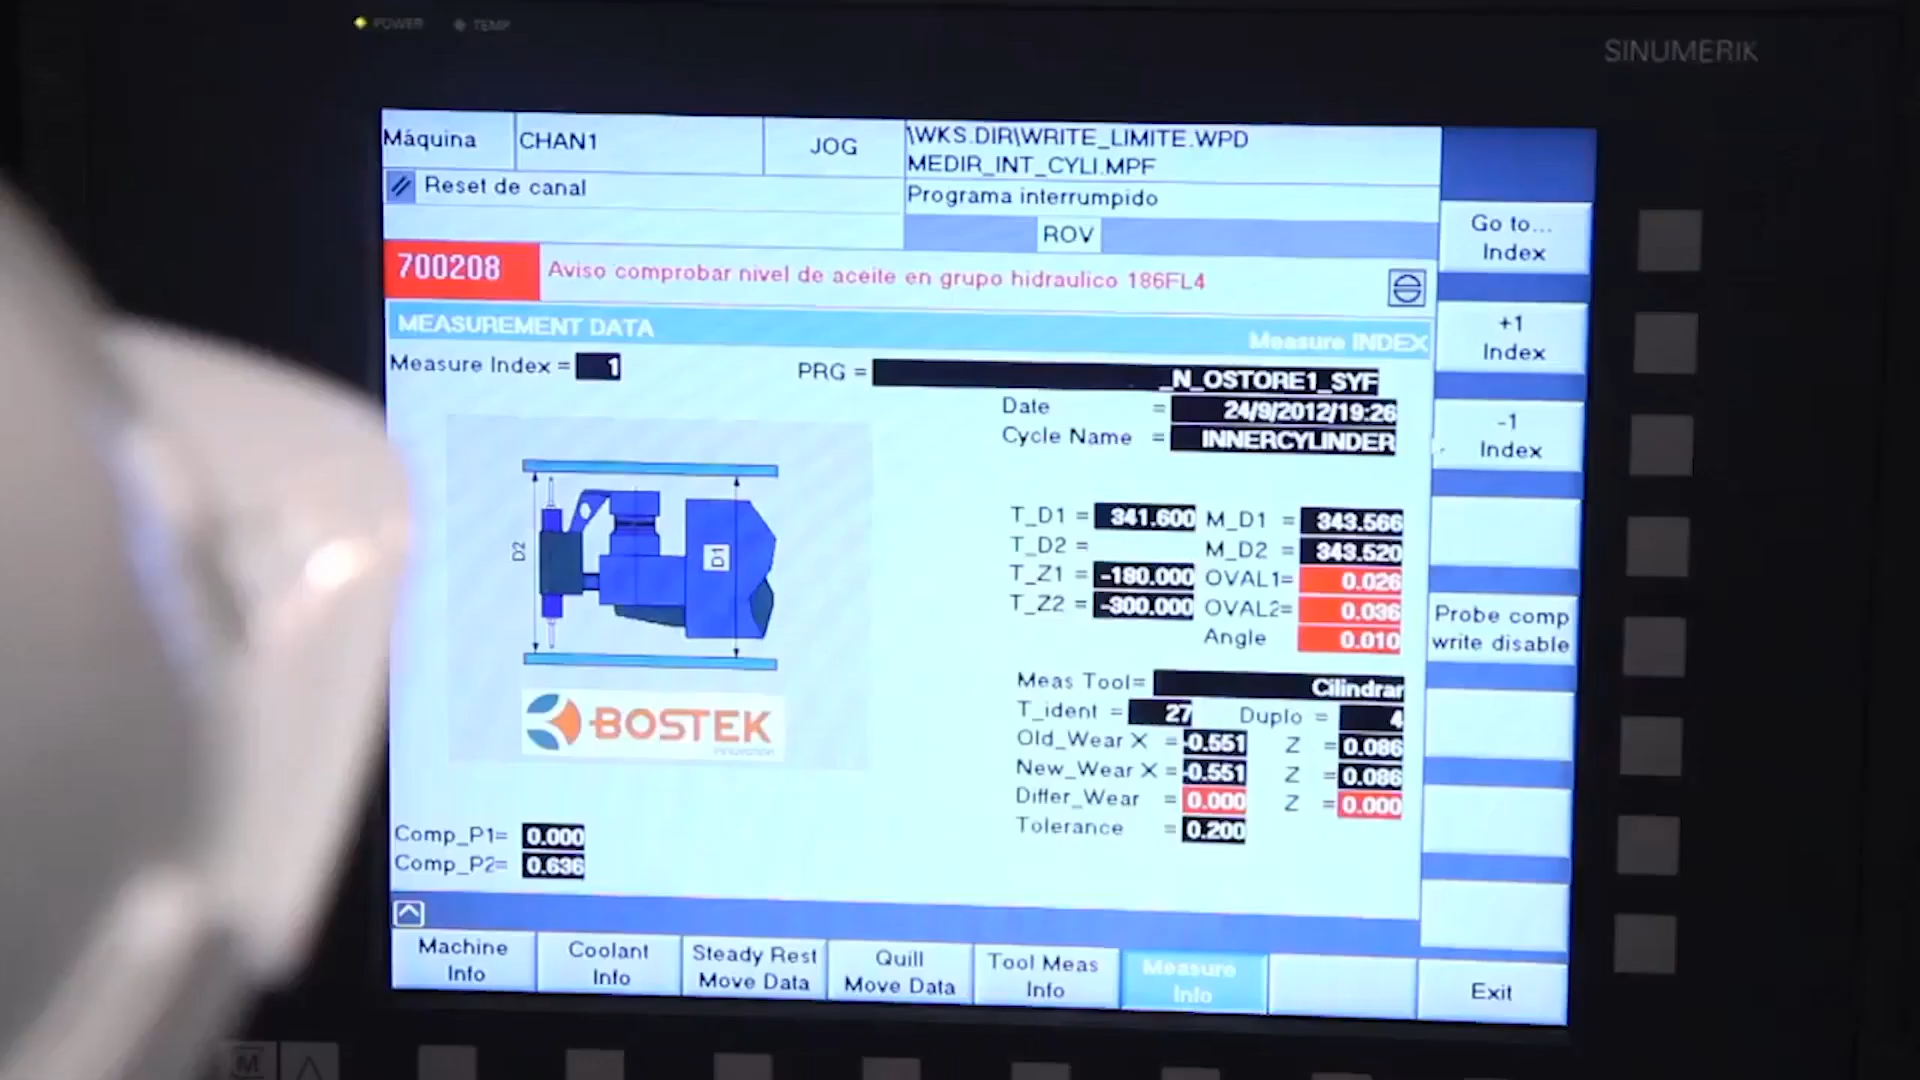 POWER TEMP
SINUMERIK
Máquina CHAN1 JOG \WKS.DIR\WRITE_LIMITE.WPD
MEDIR_INT_CYLI.MPF
Reset de canal
Programa interrumpido
ROV
700208 Aviso comprobar nivel de aceite en grupo hidraulico 186FL4
MEASUREMENT DATA Measure INDEX
Measure Index = 1 PRG = _N_OSTORE1_SYF
Date = 24/9/2012/19:26
Cycle Name = INNERCYLINDER
T_D1 = 341.600 M_D1 = 343.566
T_D2 = M_D2 = 343.520
T_Z1 = -180.000 OVAL1= 0.026
T_Z2 = -300.000 OVAL2= 0.036
Angle 0.010
D2 D1
BOSTEK
innovation
Meas Tool= Cilindrar
T_ident = 27 Duplo = 4
Old_Wear X = -0.551 Z = 0.086
New_Wear X = -0.551 Z = 0.086
Differ_Wear = 0.000 Z = 0.000
Tolerance = 0.200
Comp_P1= 0.000
Comp_P2= 0.636
Go to...
Index
+1
Index
-1
Index
Probe comp
write disable
Machine
Info
Coolant
Info
Steady Rest
Move Data
Quill
Move Data
Tool Meas
Info
Measure
Info
Exit
M